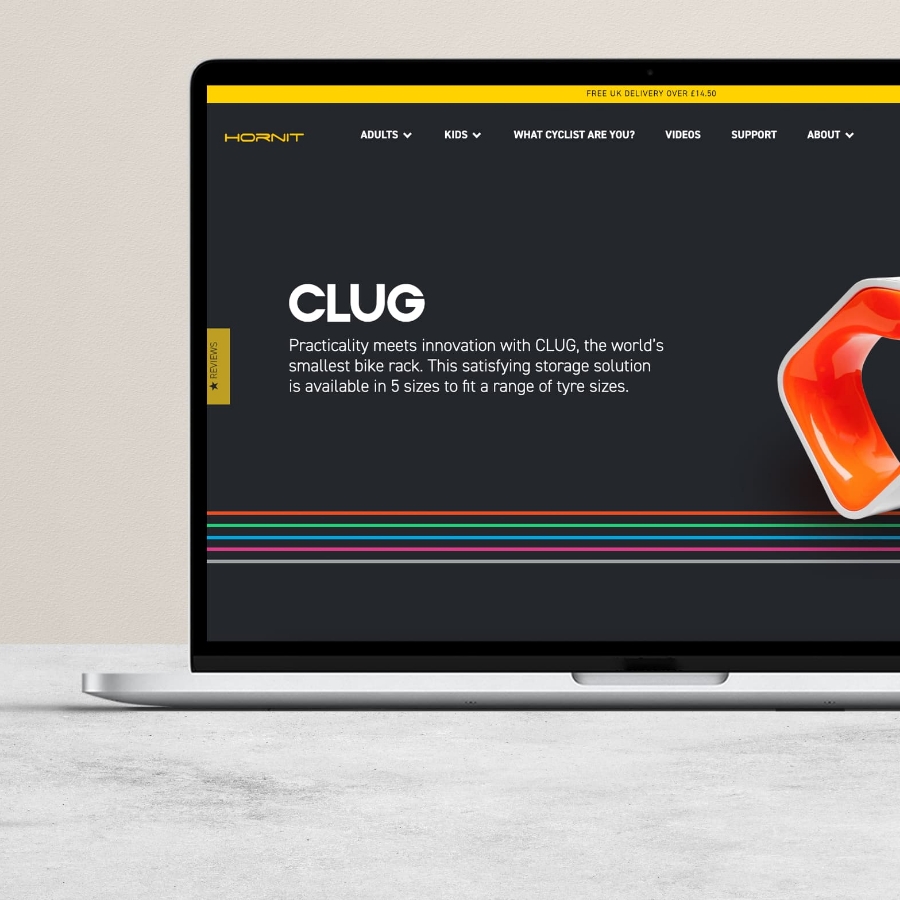 FREE UK DELIVERY OVER £14.50
HORNIT
ADULTS KIDS WHAT CYCLIST ARE YOU? VIDEOS SUPPORT ABOUT
CLUG
Practicality meets innovation with CLUG, the world's
smallest bike rack. This satisfying storage solution
is available in 5 sizes to fit a range of tyre sizes.
★ REVIEWS